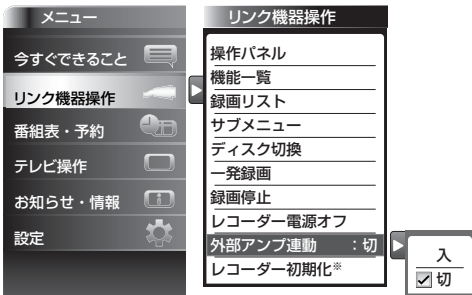 メニュー
今すぐできること
リンク機器操作
番組表・予約
テレビ操作
お知らせ・情報
設定
リンク機器操作
操作パネル
機能一覧
録画リスト
サブメニュー
ディスク切換
一発録画
録画停止
レコーダー電源オフ
外部アンプ連動 ：切
レコーダー初期化※
入
切